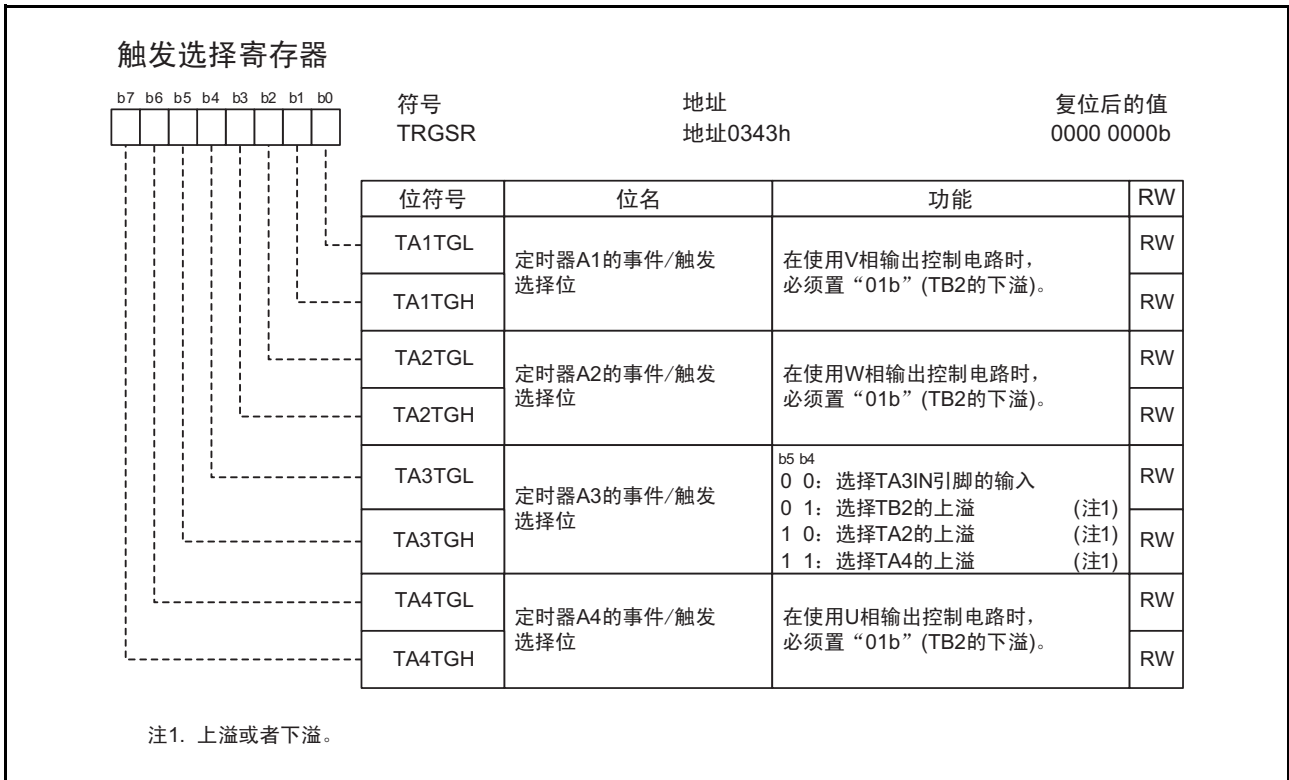 触发选择寄存器
b7 b6 b5 b4 b3 b2 b1 b0
符号 地址 复位后的值
TRGSR 地址0343h 0000 0000b
位符号 位名 功能 RW
TA1TGL RW
定时器A1的事件/触发 在使用V相输出控制电路时，
选择位 必须置“01b”(TB2的下溢)。
TA1TGH RW
TA2TGL RW
定时器A2的事件/触发 在使用W相输出控制电路时，
选择位 必须置“01b”(TB2的下溢)。
TA2TGH RW
b5 b4
TA3TGL 0 0：选择TA3IN引脚的输入 RW
定时器A3的事件/触发 0 1：选择TB2的上溢 (注1)
选择位 1 0：选择TA2的上溢 (注1)
TA3TGH 1 1：选择TA4的上溢 (注1) RW
TA4TGL RW
定时器A4的事件/触发 在使用U相输出控制电路时，
选择位 必须置“01b”(TB2的下溢)。
TA4TGH RW
注1. 上溢或者下溢。